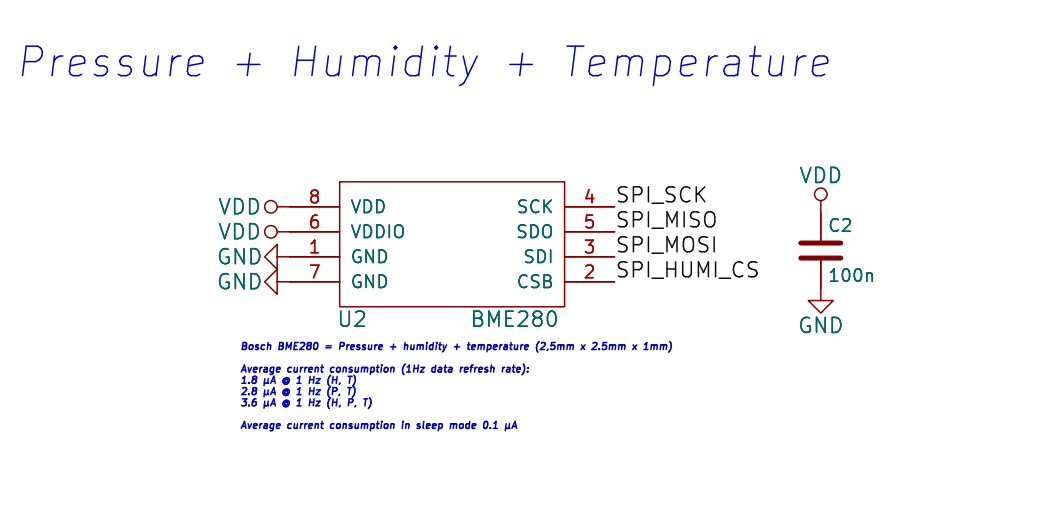 Pressure + Humidity + Temperature
VDD
8
VDD
SCK
4
SPI_SCK
VDD
6
VDDIO
SDO
5
SPI_MISO
GND
1
GND
SDI
3
SPI_MOSI
GND
7
GND
CSB
2
SPI_HUMI_CS
U2
BME280
VDD
C2
100n
GND
Bosch BME280 = Pressure + humidity + temperature (2,5mm x 2.5mm x 1mm)
Average current consumption (1Hz data refresh rate):
1.8 µA @ 1 Hz (H, T)
2.8 µA @ 1 Hz (P, T)
3.6 µA @ 1 Hz (H, P, T)
Average current consumption in sleep mode 0.1 µA